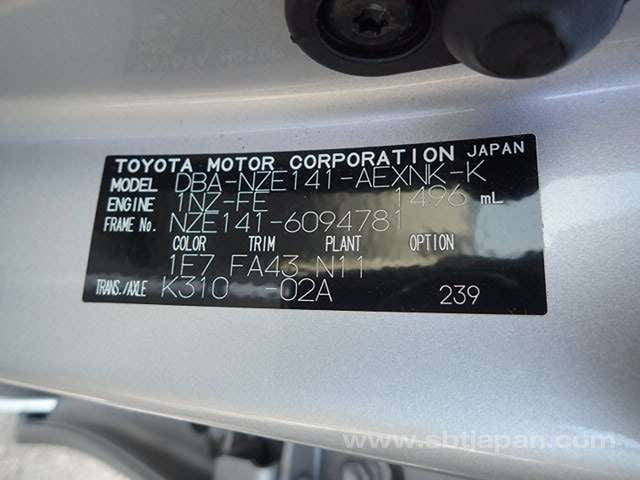 TOYOTA MOTOR CORPORATION JAPAN
MODEL DBA-NZE141-AEXNK-K
ENGINE 1NZ-FE 1496 mL
FRAME No. NZE141-6094781
COLOR TRIM PLANT OPTION
1F7 FA43 N11
TRANS./AXLE K310 -02A 239
www.sbtjapan.com